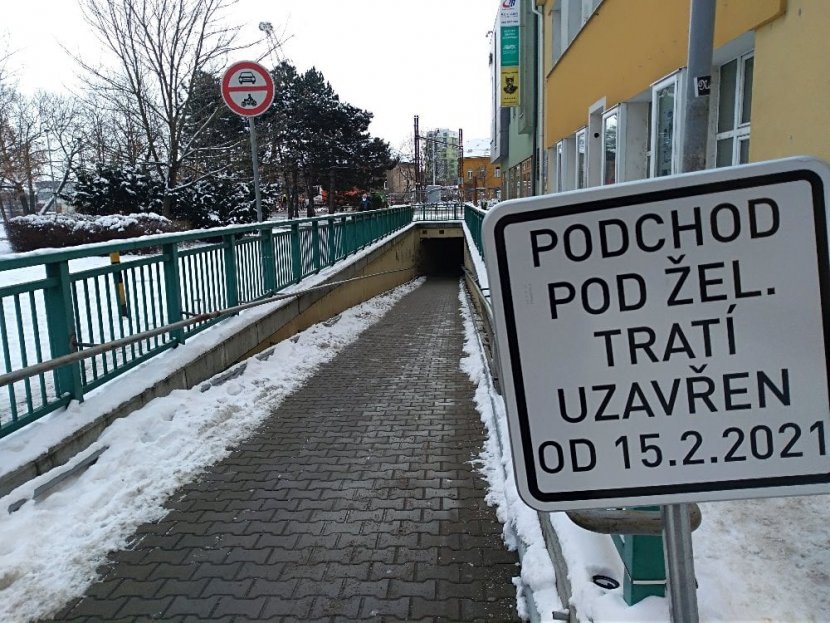 PODCHOD
POD ŽEL.
TRATÍ
UZAVŘEN
OD 15.2.2021